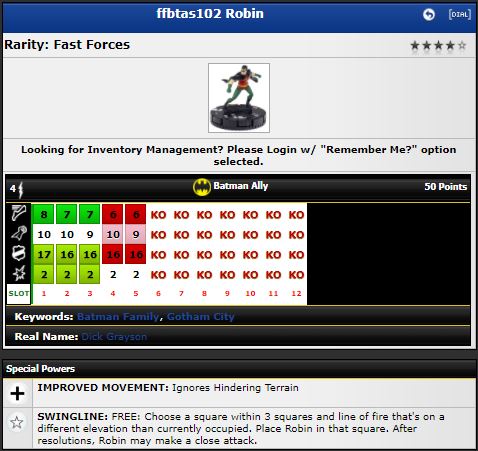 ffbtas102 Robin
[DIAL]
Rarity: Fast Forces
Looking for Inventory Management? Please Login w/ "Remember Me?" option
selected.
4 Batman Ally 50 Points
8 7 7 6 6 KO KO KO KO KO KO KO
10 10 9 10 9 KO KO KO KO KO KO KO
17 16 16 16 16 KO KO KO KO KO KO KO
2 2 2 2 2 KO KO KO KO KO KO KO
SLOT 1 2 3 4 5 6 7 8 9 10 11 12
Keywords: Batman Family, Gotham City
Real Name: Dick Grayson
Special Powers
IMPROVED MOVEMENT: Ignores Hindering Terrain
SWINGLINE: FREE: Choose a square within 3 squares and line of fire that's on a
different elevation than currently occupied. Place Robin in that square. After
resolutions, Robin may make a close attack.